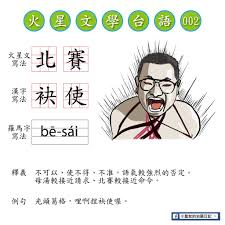 火星文學台語 002
火星文
寫法
北賽
漢字
寫法
袂使
羅馬字
寫法
bē-sái
釋義 不可以、使不得、不准。語氣較強烈的否定。
母湯較接近請求、北賽較接近命令。
例句